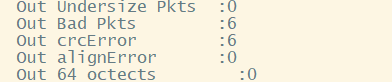 Out Undersize Pkts  :0
Out Bad Pkts        :6
Out crcError        :6
Out alignError      :0
Out 64 octects        :0